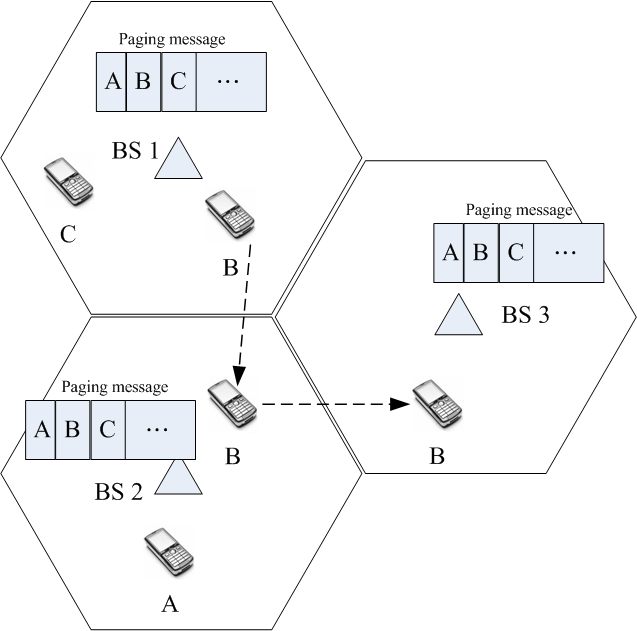 Paging message
A B C ...
BS 1
C
B
Paging message
A B C ...
BS 3
Paging message
A B C ...
B
B
BS 2
A